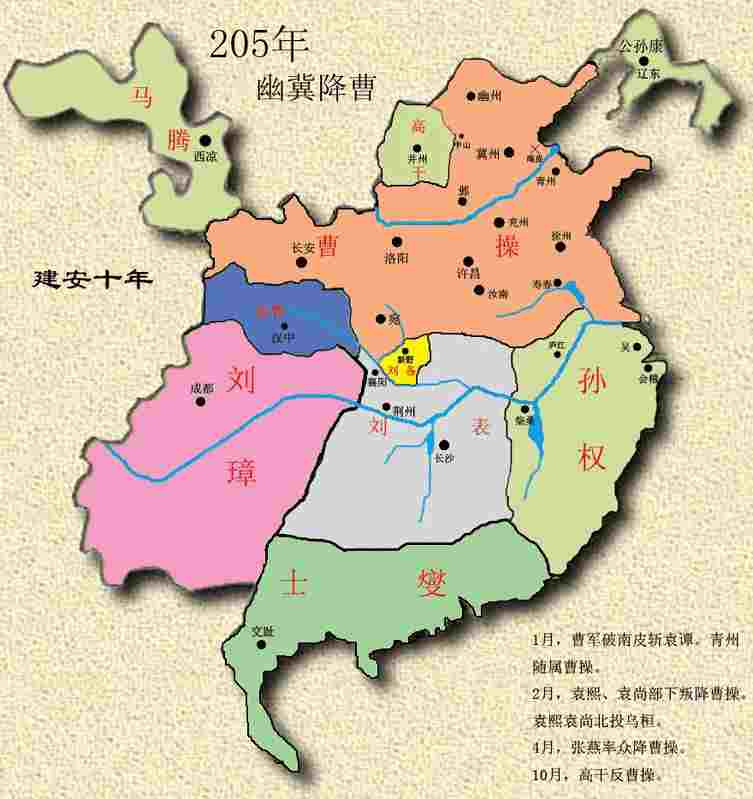 205年
幽冀降曹
建安十年
公孙康
辽东
马
腾
西凉
幽州
高
干
并州
中山
冀州
南皮
青州
邺
兖州
徐州
曹
操
长安
洛阳
许昌
汝南
寿春
宛
汉中
新野
刘备
襄阳
庐江
吴
会稽
刘
璋
成都
荆州
刘
表
长沙
柴桑
孙
权
士
燮
交趾
1月，曹军破南皮斩袁谭。青州
随属曹操。
2月，袁熙、袁尚部下叛降曹操。
袁熙袁尚北投乌桓。
4月，张燕率众降曹操。
10月，高干反曹操。